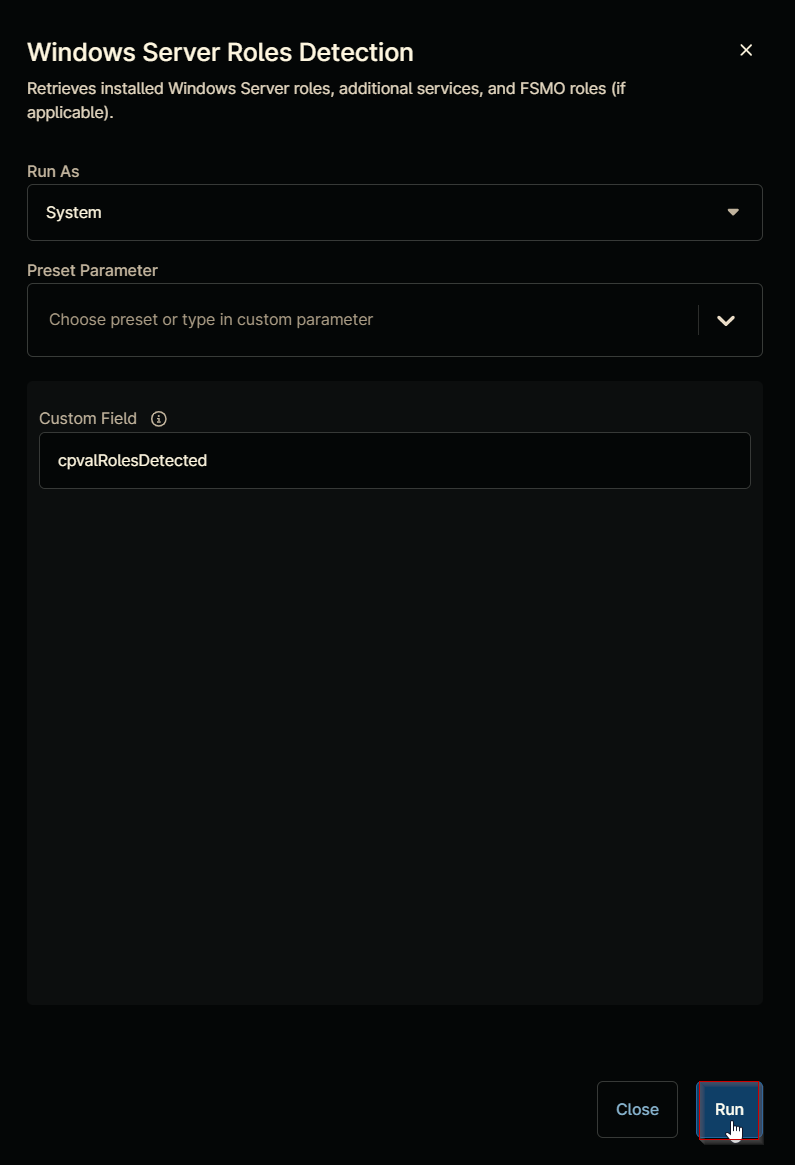 Windows Server Roles Detection
Retrieves installed Windows Server roles, additional services, and FSMO roles (if
applicable).
Run As
System
Preset Parameter
Choose preset or type in custom parameter
Custom Field
cpvalRolesDetected
Close
Run